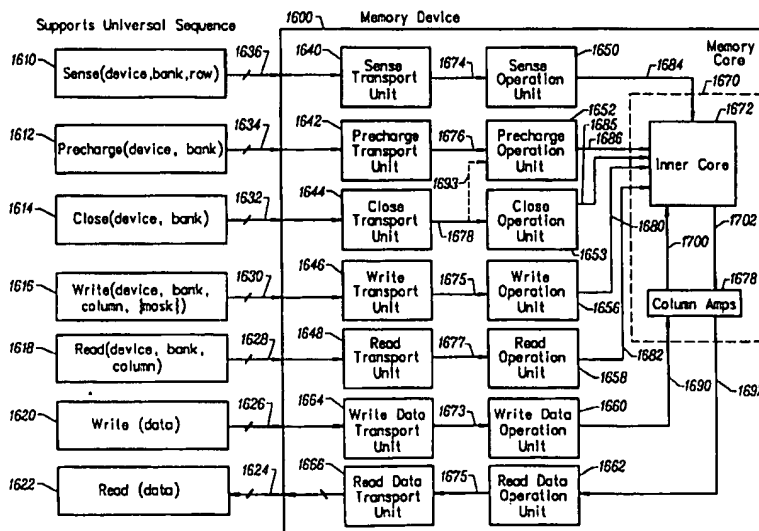 Supports Universal Sequence
1600
Memory Device
1610
Sense(device,bank,row)
1636
1640
Sense
Transport
Unit
1674
1650
Sense
Operation
Unit
1684
Memory
Core
1670
1672
Inner Core
1612
Precharge(device, bank)
1634
1642
Precharge
Transport
Unit
1676
1693
1652
Precharge
Operation
Unit
1685
1686
1614
Close(device, bank)
1632
1644
Close
Transport
Unit
1678
Close
Operation
Unit
1653
1680
1700
1702
1616
Write(device, bank,
column, {mask})
1630
1646
Write
Transport
Unit
1675
Write
Operation
Unit
1656
1678
Column Amps
1618
Read(device, bank,
column)
1628
1648
Read
Transport
Unit
1677
Read
Operation
Unit
1658
1682
1690
1692
1620
Write (data)
1626
1664
Write Data
Transport
Unit
1673
1660
Write Data
Operation
Unit
1622
Read (data)
1624
1666
Read Data
Transport
Unit
1675
1662
Read Data
Operation
Unit